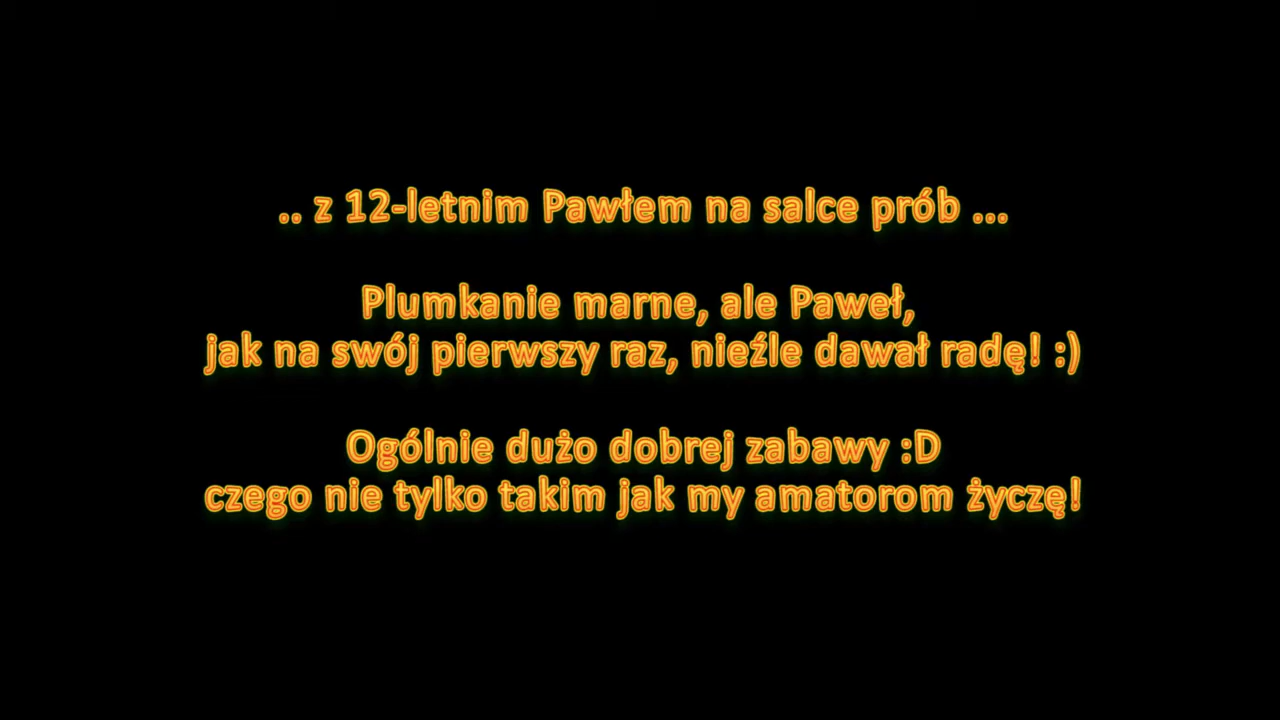 .. z 12-letnim Pawłem na salce prób ...
Plumkanie marne, ale Paweł,
jak na swój pierwszy raz, nieźle dawał radę! :)
Ogólnie dużo dobrej zabawy :D
czego nie tylko takim jak my amatorom życzę!